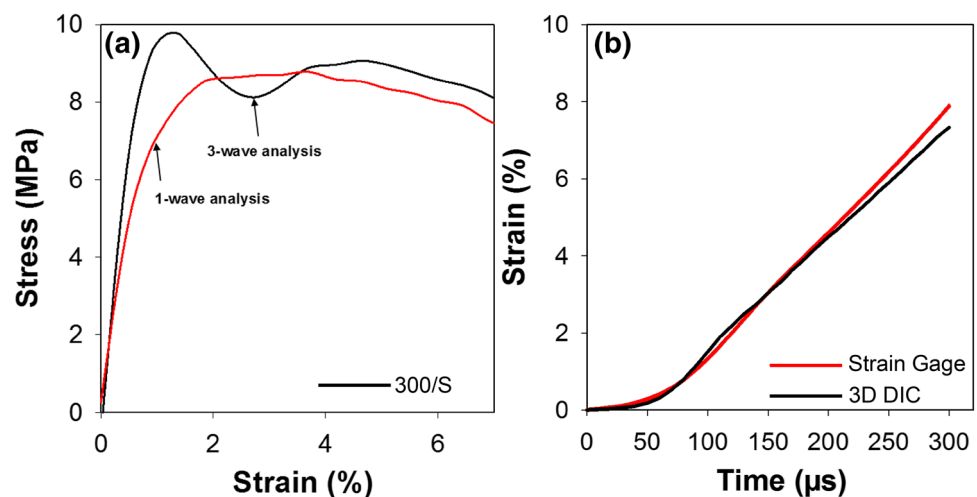 (a)
Stress (MPa)
10
8
6
4
2
0
3-wave analysis
1-wave analysis
300/S
0
2
4
6
Strain (%)
(b)
Strain (%)
10
8
6
4
2
0
Strain Gage
3D DIC
0
50
100
150
200
250
300
Time (µs)